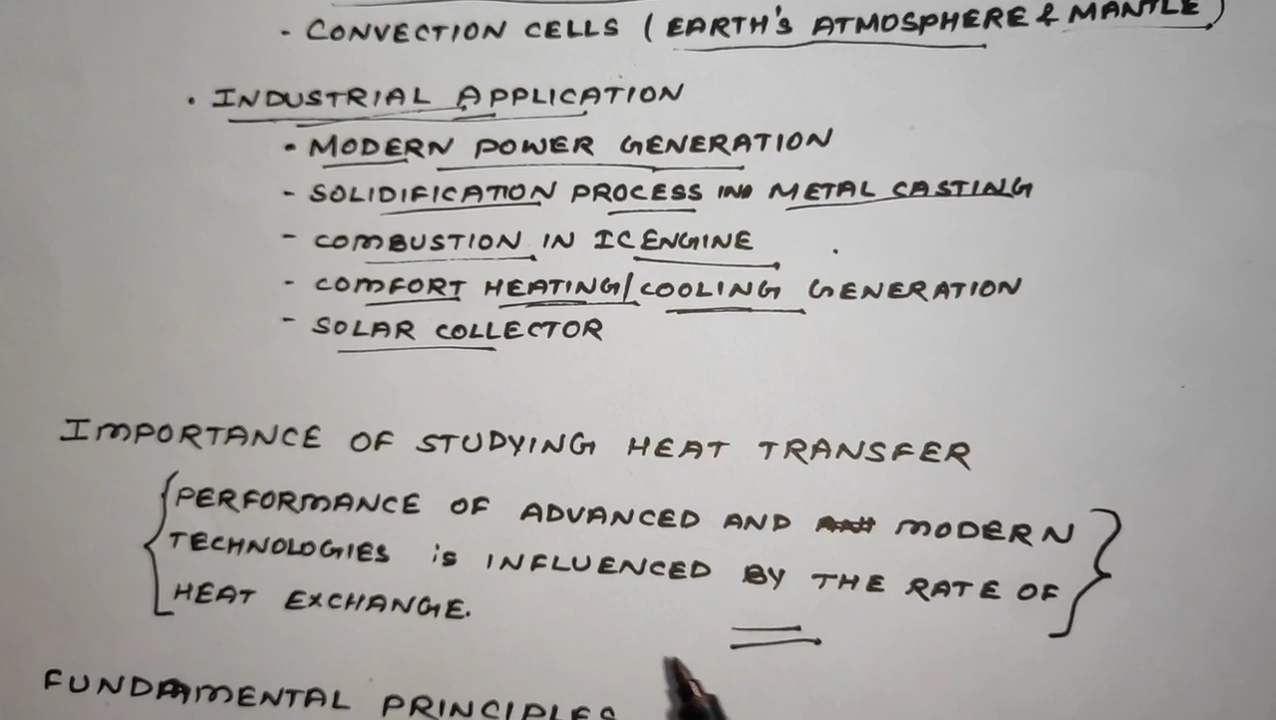 - CONVECTION CELLS (EARTH'S ATMOSPHERE & MANTLE)
• INDUSTRIAL APPLICATION
• MODERN POWER GENERATION
- SOLIDIFICATION PROCESS IN METAL CASTING
- COMBUSTION IN IC ENGINE
- COMFORT HEATING/COOLING GENERATION
- SOLAR COLLECTOR
IMPORTANCE OF STUDYING HEAT TRANSFER
PERFORMANCE OF ADVANCED AND MODERN
TECHNOLOGIES is INFLUENCED BY THE RATE OF
HEAT EXCHANGE.
FUNDAMENTAL PRINCIPLES